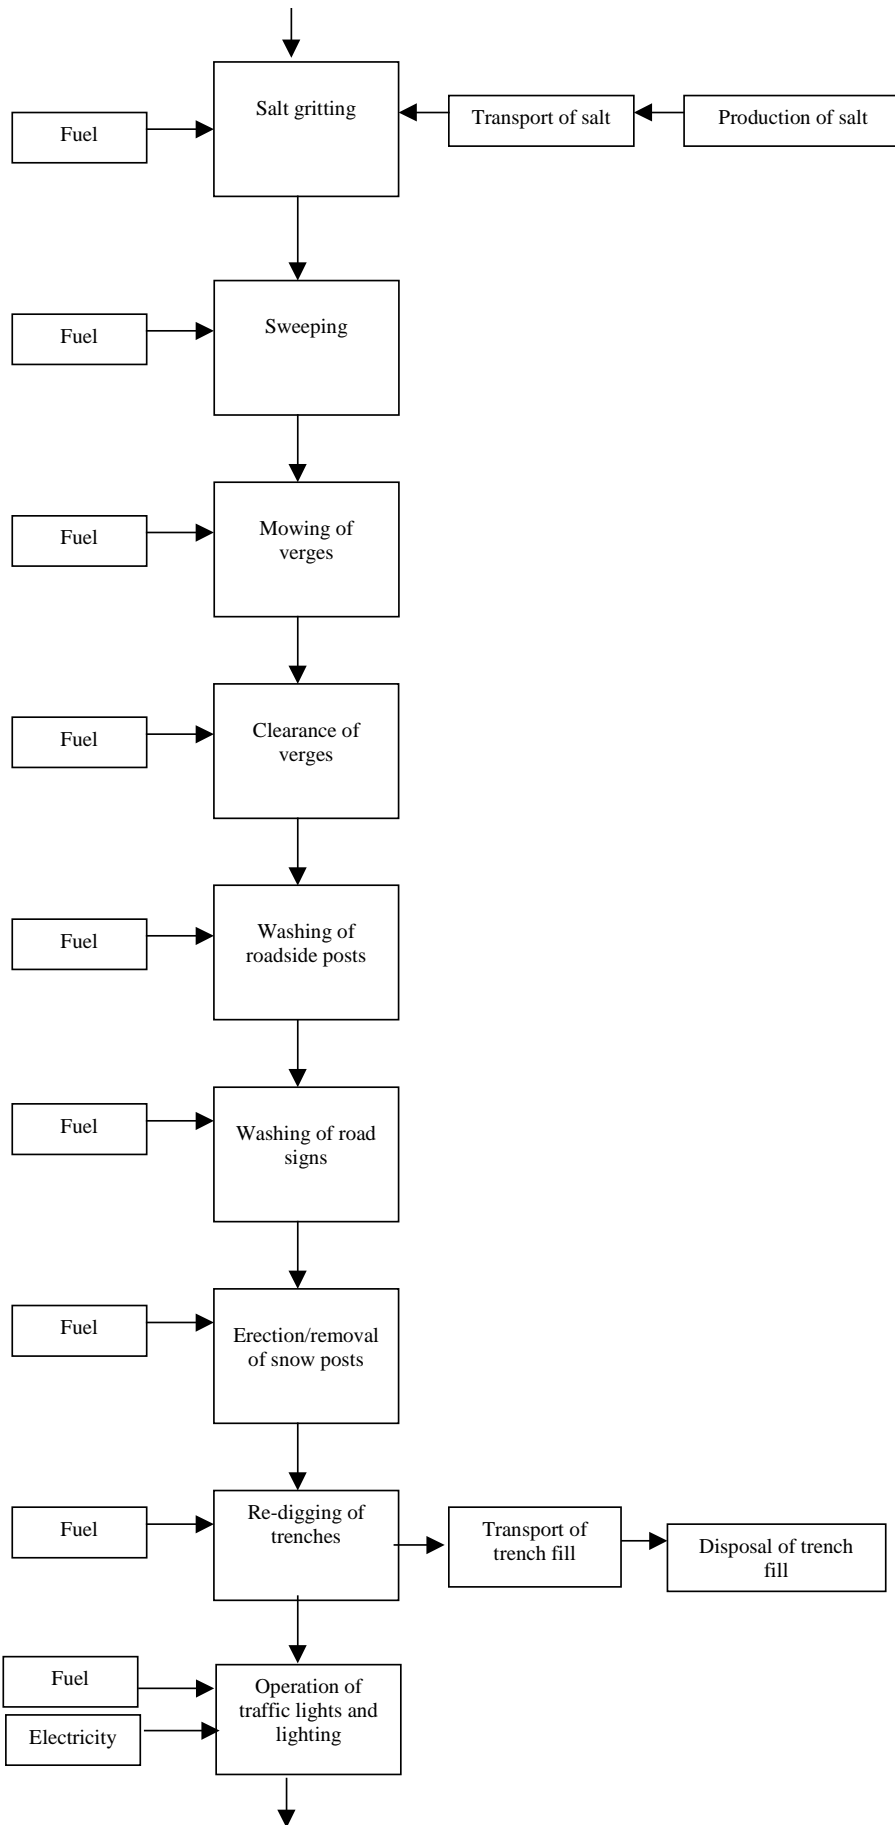 Salt gritting
Transport of salt
Production of salt
Fuel
Sweeping
Fuel
Mowing of
verges
Fuel
Clearance of
verges
Fuel
Washing of
roadside posts
Fuel
Washing of road
signs
Fuel
Erection/removal
of snow posts
Fuel
Re-digging of
trenches
Fuel
Transport of
trench fill
Disposal of trench
fill
Fuel
Operation of
traffic lights and
lighting
Electricity